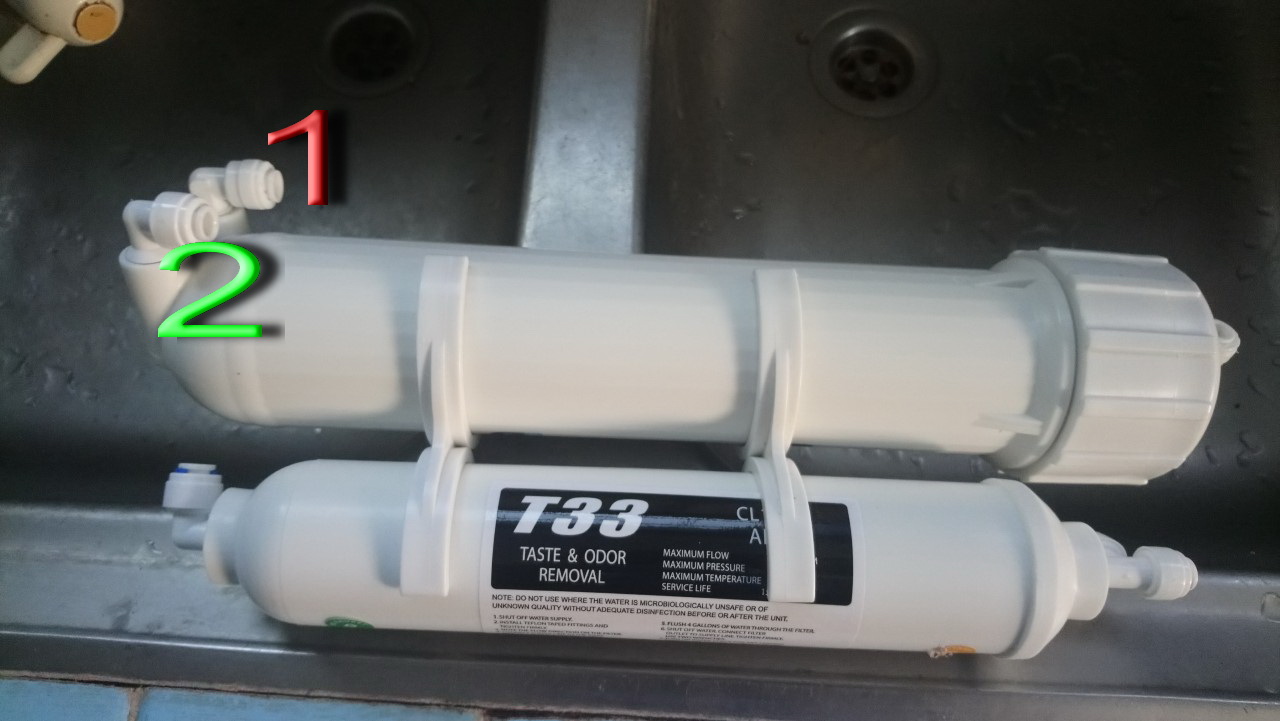 1
2
T33
TASTE & ODOR
REMOVAL
CL
MAXIMUM FLOW
MAXIMUM PRESSURE
MAXIMUM TEMPERATURE
SERVICE LIFE
NOTE: DO NOT USE WHERE THE WATER IS MICROBIOLOGICALLY UNSAFE OR OF
UNKNOWN QUALITY WITHOUT ADEQUATE DISINFECTION BEFORE OR AFTER THE UNIT.
1. SHUT OFF WATER SUPPLY.
2. INSTALL TEFLON TAPED FITTINGS AND
5. FLUSH 4 GALLONS OF WATER THROUGH THE FILTER.
6. SHUT OFF WATER, CONNECT FILTER